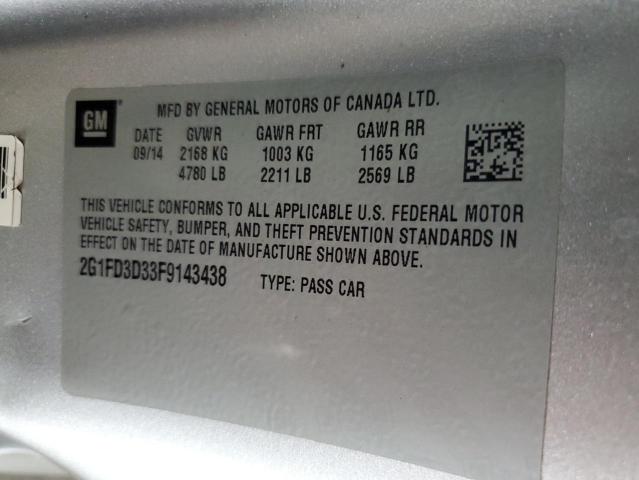 GM
MFD BY GENERAL MOTORS OF CANADA LTD.
DATE GVWR GAWR FRT GAWR RR
09/14 2168 KG 1003 KG 1165 KG
4780 LB 2211 LB 2569 LB
THIS VEHICLE CONFORMS TO ALL APPLICABLE U.S. FEDERAL MOTOR
VEHICLE SAFETY, BUMPER, AND THEFT PREVENTION STANDARDS IN
EFFECT ON THE DATE OF MANUFACTURE SHOWN ABOVE.
2G1FD3D33F9143438 TYPE: PASS CAR